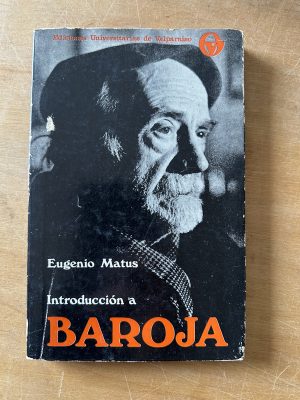 Ediciones Universitarias de Valparaíso
Eugenio Matus
Introducción a
BAROJA